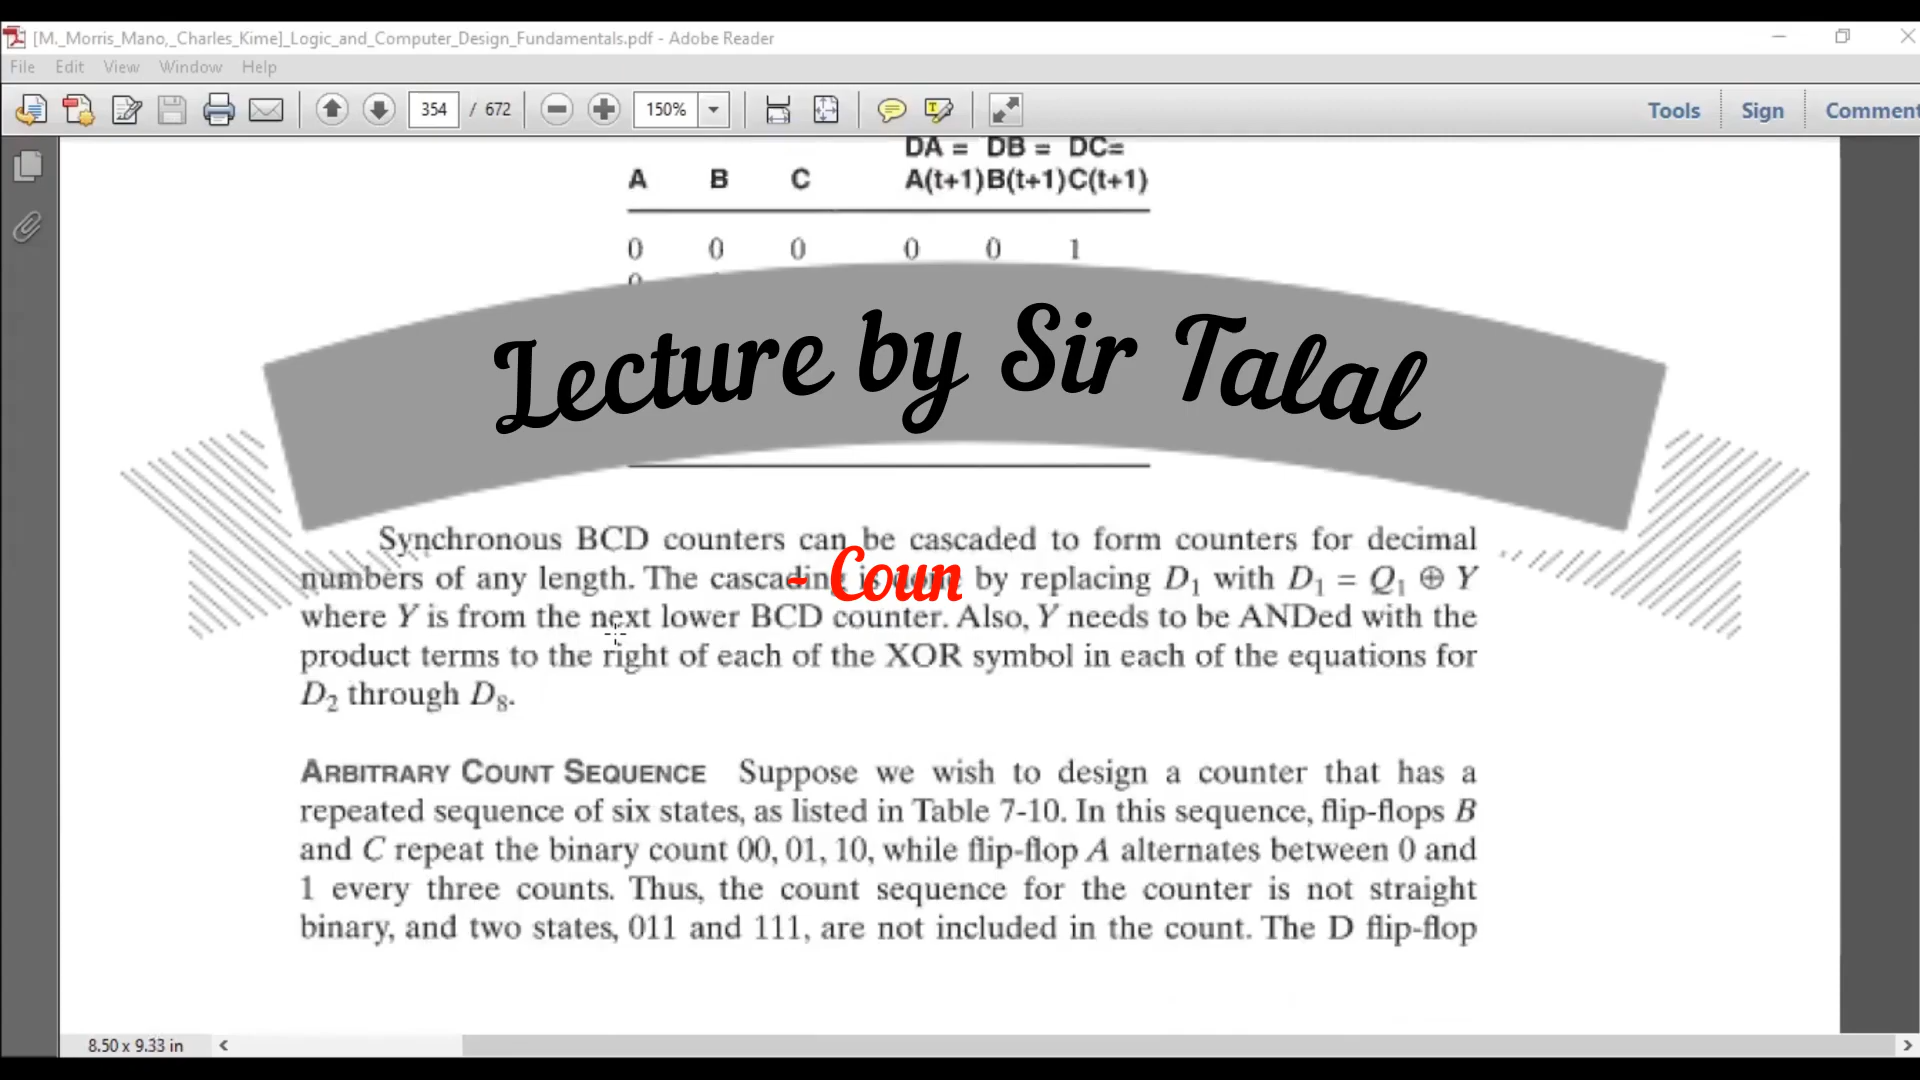 [M._Morris_Mano,_Charles_Kime]_Logic_and_Computer_Design_Fundamentals.pdf - Adobe Reader
File Edit View Window Help
354 / 672 150% Tools Sign Comment
DA = DB = DC=
A B C A(t+1) B(t+1) C(t+1)
0 0 0 0 0 1
Lecture by Sir Talal
Synchronous BCD counters can be cascaded to form counters for decimal
- Coun
numbers of any length. The cascading is done by replacing D₁ with D₁ = Q₁ ⊕ Y
where Y is from the next lower BCD counter. Also, Y needs to be ANDed with the
product terms to the right of each of the XOR symbol in each of the equations for
D₂ through D₈.
ARBITRARY COUNT SEQUENCE Suppose we wish to design a counter that has a
repeated sequence of six states, as listed in Table 7-10. In this sequence, flip-flops B
and C repeat the binary count 00, 01, 10, while flip-flop A alternates between 0 and
1 every three counts. Thus, the count sequence for the counter is not straight
binary, and two states, 011 and 111, are not included in the count. The D flip-flop
8.50 x 9.33 in